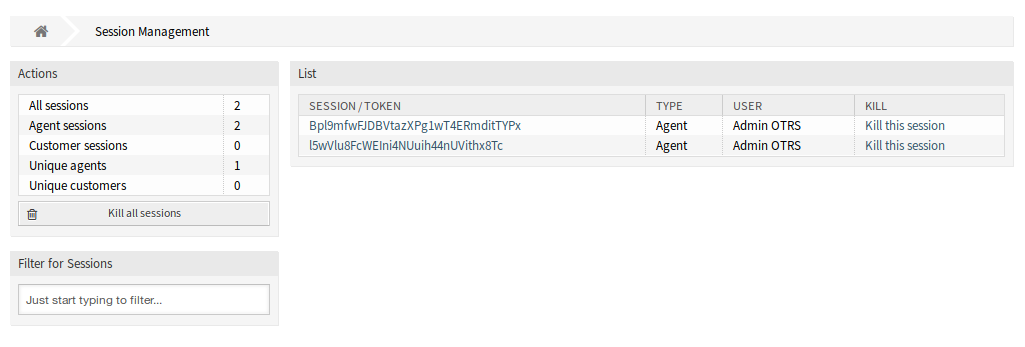 Session Management
Actions
All sessions 2
Agent sessions 2
Customer sessions 0
Unique agents 1
Unique customers 0
Kill all sessions
Filter for Sessions
Just start typing to filter...
List
SESSION / TOKEN TYPE USER KILL
Bpl9mfwFJDBVtazXPg1wT4ERmditTYPx Agent Admin OTRS Kill this session
l5wVlu8FcWEIni4NUuih44nUVithx8Tc Agent Admin OTRS Kill this session